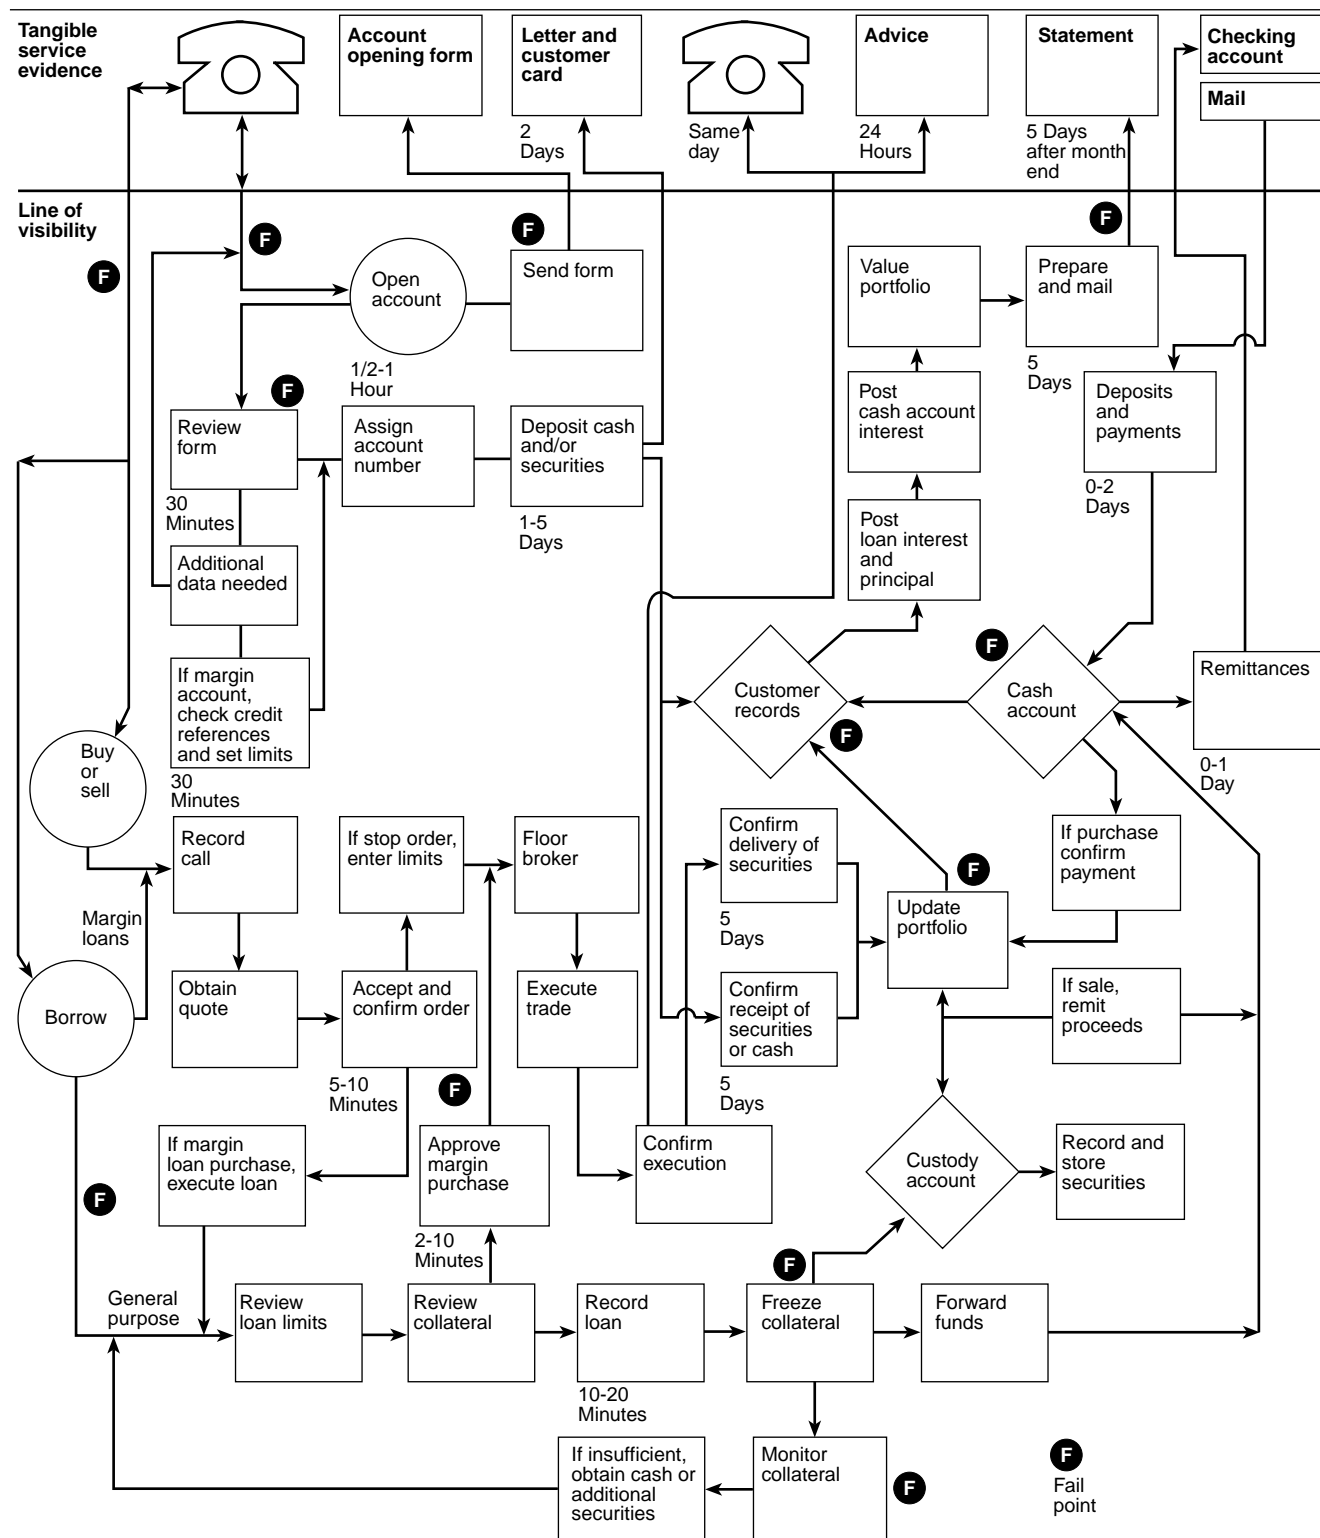 Tangible
service
evidence
Account
opening form
Letter and
customer
card
Advice
Statement
Checking
account
Mail
2
Days
Same
day
24
Hours
5 Days
after month
end
Line of
visibility
F
F
F
F
Open
account
Send form
Value
portfolio
Prepare
and mail
1/2-1
Hour
5
Days
F
Review
form
Assign
account
number
Deposit cash
and/or
securities
Post
cash account
interest
Deposits
and
payments
30
Minutes
1-5
Days
0-2
Days
Additional
data needed
Post
loan interest
and
principal
If margin
account,
check credit
references
and set limits
F
Customer
records
Cash
account
Remittances
F
Buy
or
sell
30
Minutes
0-1
Day
Record
call
If stop order,
enter limits
Floor
broker
Confirm
delivery of
securities
If purchase
confirm
payment
F
Margin
loans
5
Days
Update
portfolio
Borrow
Obtain
quote
Accept and
confirm order
Execute
trade
Confirm
receipt of
securities
or cash
If sale,
remit
proceeds
5-10
Minutes
F
5
Days
If margin
loan purchase,
execute loan
Approve
margin
purchase
Confirm
execution
Custody
account
Record and
store
securities
F
2-10
Minutes
F
General
purpose
Review
loan limits
Review
collateral
Record
loan
Freeze
collateral
Forward
funds
10-20
Minutes
If insufficient,
obtain cash or
additional
securities
Monitor
collateral
F
F
Fail
point